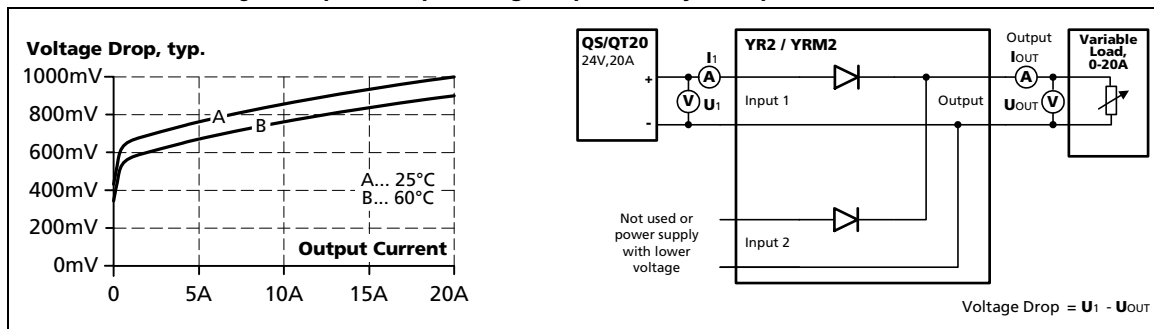 Voltage Drop, typ.
1000mV
800mV
600mV
400mV
200mV
0mV
A
B
A... 25°C
B... 60°C
Output Current
0
5A
10A
15A
20A
QS/QT20
24V,20A
+
-
I1
A
V
U1
YR2 / YRM2
Input 1
Output
Input 2
Not used or
power supply
with lower
voltage
Output
IOUT
A
UOUT
V
Variable
Load,
0-20A
Voltage Drop = U1 - UOUT